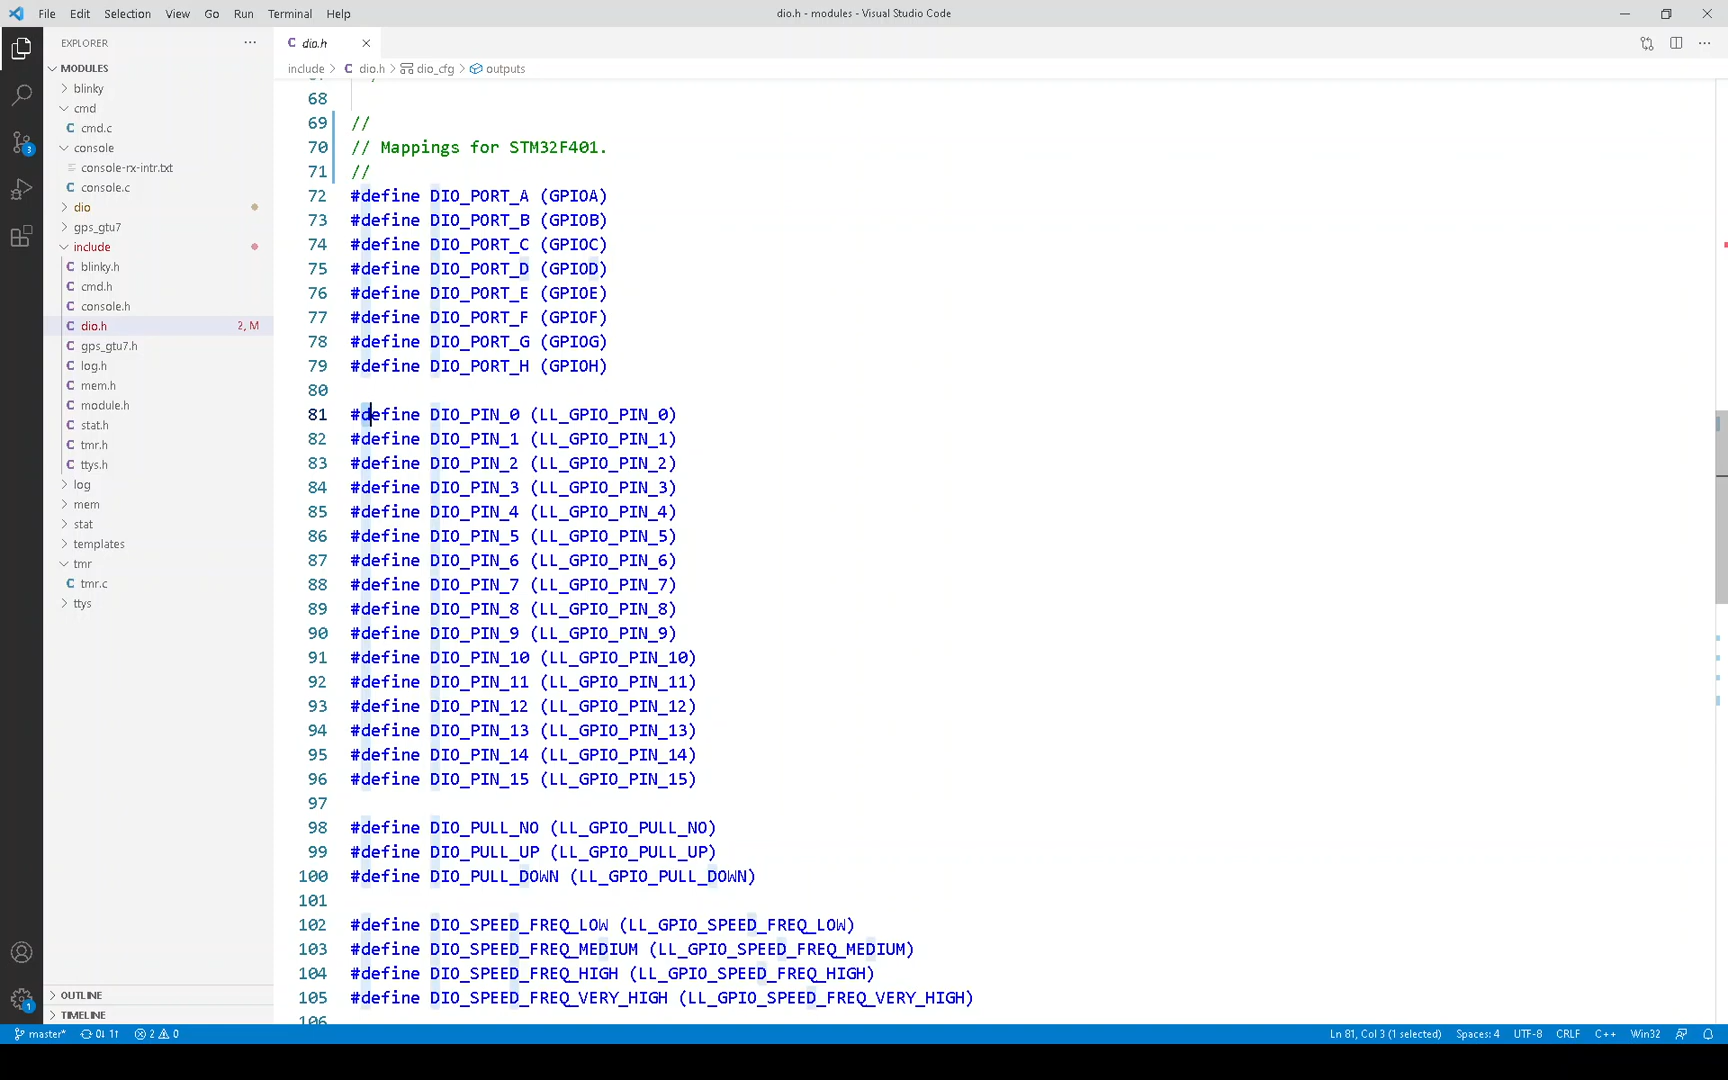 File Edit Selection View Go Run Terminal Help
dio.h - modules - Visual Studio Code
EXPLORER
MODULES
blinky
cmd
cmd.c
console
console-rx-intr.txt
console.c
dio
gps_gtu7
include
blinky.h
cmd.h
console.h
dio.h 2, M
gps_gtu7.h
log.h
mem.h
module.h
stat.h
tmr.h
ttys.h
log
mem
stat
templates
tmr
tmr.c
ttys
OUTLINE
TIMELINE
3
1
dio.h
include > dio.h > dio_cfg > outputs
68
69 //
70 // Mappings for STM32F401.
71 //
72 #define DIO_PORT_A (GPIOA)
73 #define DIO_PORT_B (GPIOB)
74 #define DIO_PORT_C (GPIOC)
75 #define DIO_PORT_D (GPIOD)
76 #define DIO_PORT_E (GPIOE)
77 #define DIO_PORT_F (GPIOF)
78 #define DIO_PORT_G (GPIOG)
79 #define DIO_PORT_H (GPIOH)
80
81 #define DIO_PIN_0 (LL_GPIO_PIN_0)
82 #define DIO_PIN_1 (LL_GPIO_PIN_1)
83 #define DIO_PIN_2 (LL_GPIO_PIN_2)
84 #define DIO_PIN_3 (LL_GPIO_PIN_3)
85 #define DIO_PIN_4 (LL_GPIO_PIN_4)
86 #define DIO_PIN_5 (LL_GPIO_PIN_5)
87 #define DIO_PIN_6 (LL_GPIO_PIN_6)
88 #define DIO_PIN_7 (LL_GPIO_PIN_7)
89 #define DIO_PIN_8 (LL_GPIO_PIN_8)
90 #define DIO_PIN_9 (LL_GPIO_PIN_9)
91 #define DIO_PIN_10 (LL_GPIO_PIN_10)
92 #define DIO_PIN_11 (LL_GPIO_PIN_11)
93 #define DIO_PIN_12 (LL_GPIO_PIN_12)
94 #define DIO_PIN_13 (LL_GPIO_PIN_13)
95 #define DIO_PIN_14 (LL_GPIO_PIN_14)
96 #define DIO_PIN_15 (LL_GPIO_PIN_15)
97
98 #define DIO_PULL_NO (LL_GPIO_PULL_NO)
99 #define DIO_PULL_UP (LL_GPIO_PULL_UP)
100 #define DIO_PULL_DOWN (LL_GPIO_PULL_DOWN)
101
102 #define DIO_SPEED_FREQ_LOW (LL_GPIO_SPEED_FREQ_LOW)
103 #define DIO_SPEED_FREQ_MEDIUM (LL_GPIO_SPEED_FREQ_MEDIUM)
104 #define DIO_SPEED_FREQ_HIGH (LL_GPIO_SPEED_FREQ_HIGH)
105 #define DIO_SPEED_FREQ_VERY_HIGH (LL_GPIO_SPEED_FREQ_VERY_HIGH)
106
master* 0↓ 1↑ 2 0
Ln 81, Col 3 (1 selected) Spaces: 4 UTF-8 CRLF C++ Win32